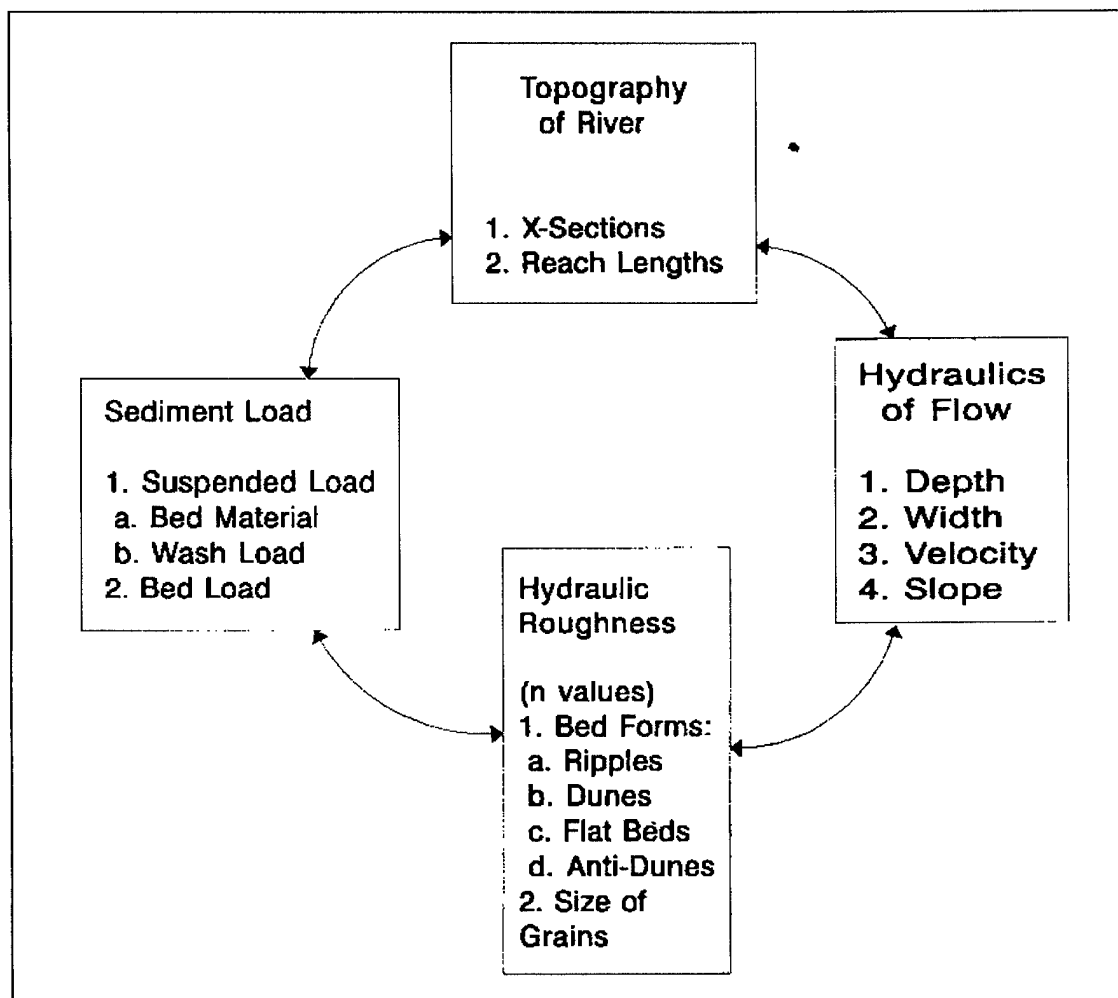 Topography
of River
1. X-Sections
2. Reach Lengths
Sediment Load
1. Suspended Load
a. Bed Material
b. Wash Load
2. Bed Load
Hydraulics
of Flow
1. Depth
2. Width
3. Velocity
4. Slope
Hydraulic
Roughness
(n values)
1. Bed Forms:
a. Ripples
b. Dunes
c. Flat Beds
d. Anti-Dunes
2. Size of
Grains